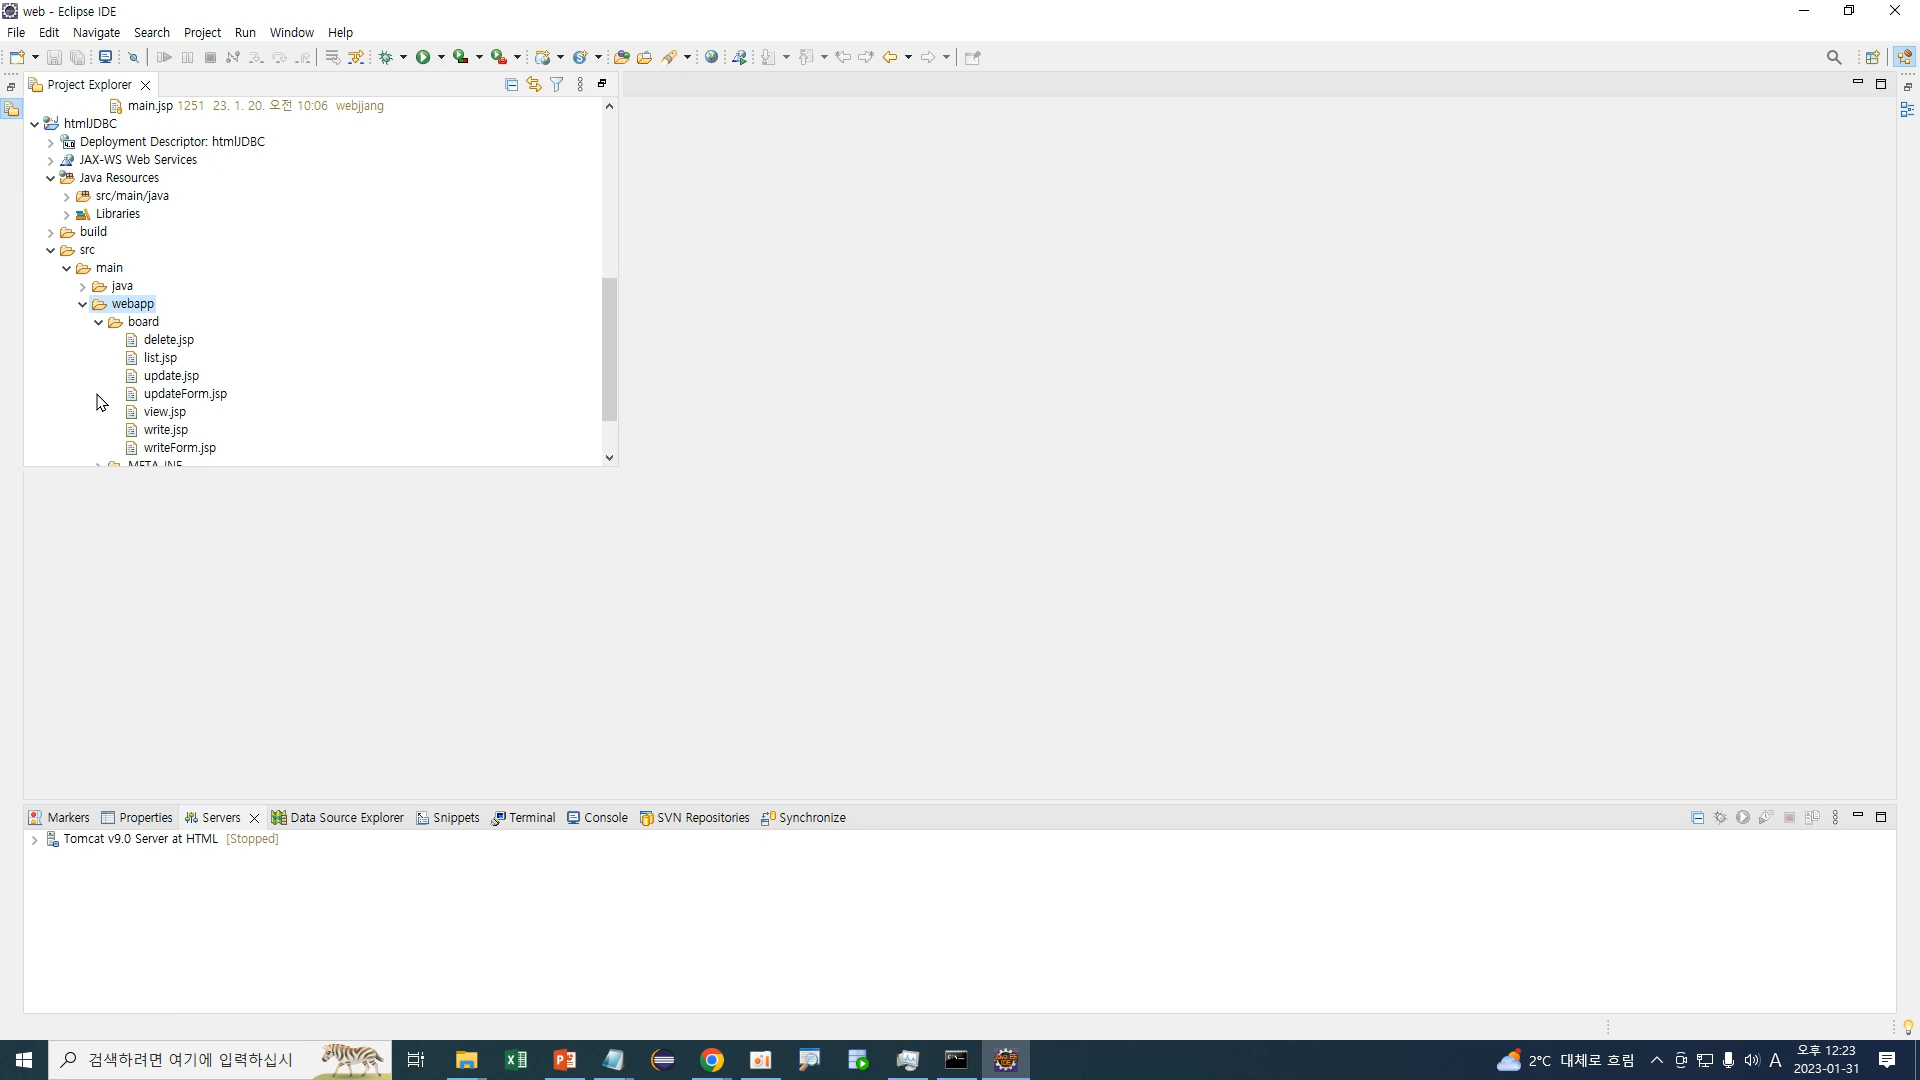 web - Eclipse IDE
File Edit Navigate Search Project Run Window Help
Project Explorer
main.jsp 1251 23. 1. 20. 오전 10:06 webjjang
htmlJDBC
Deployment Descriptor: htmlJDBC
JAX-WS Web Services
Java Resources
src/main/java
Libraries
build
src
main
java
webapp
board
delete.jsp
list.jsp
update.jsp
updateForm.jsp
view.jsp
write.jsp
writeForm.jsp
META-INF
Markers Properties Servers Data Source Explorer Snippets Terminal Console SVN Repositories Synchronize
Tomcat v9.0 Server at HTML [Stopped]
검색하려면 여기에 입력하십시
2°C 대체로 흐림 A 오후 12:23
2023-01-31